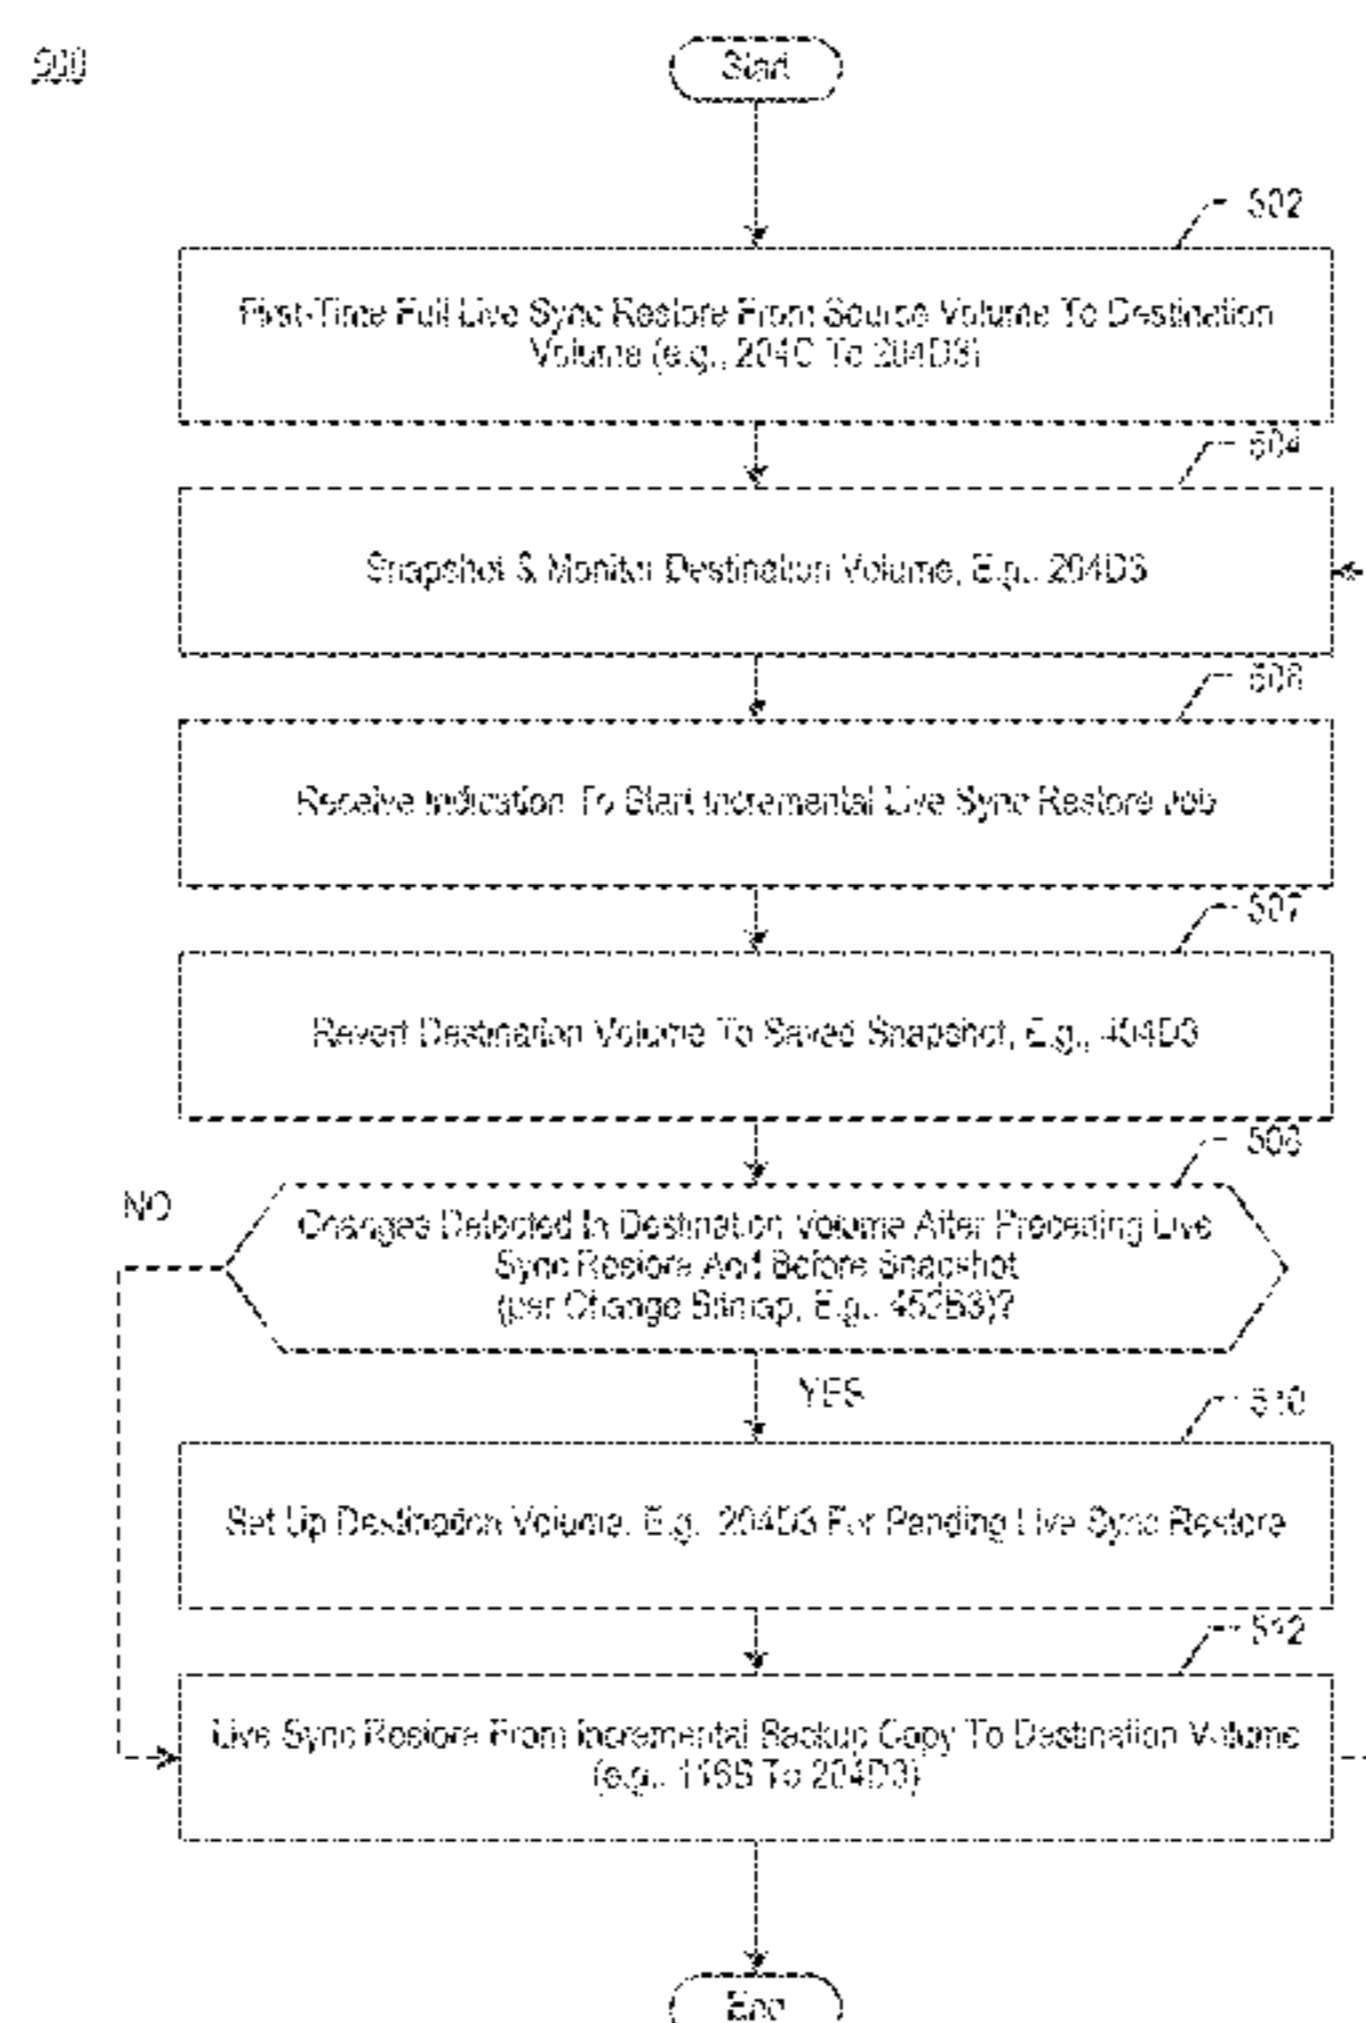 500
Start
502
First-Time Full Live Sync Restore From Source Volume To Destination
Volume (e.g., 204C To 204D3)
504
Snapshot & Monitor Destination Volume, E.g., 204D3
506
Receive Indication To Start Incremental Live Sync Restore Job
507
Revert Destination Volume To Saved Snapshot, E.g., 404D3
508
NO
Changes Detected In Destination Volume After Preceding Live
Sync Restore And Before Snapshot
(per Change Bitmap, E.g., 452B3)?
YES
510
Set Up Destination Volume, E.g., 204D3 For Pending Live Sync Restore
512
Live Sync Restore From Incremental Backup Copy To Destination Volume
(e.g., To 204D3)
End